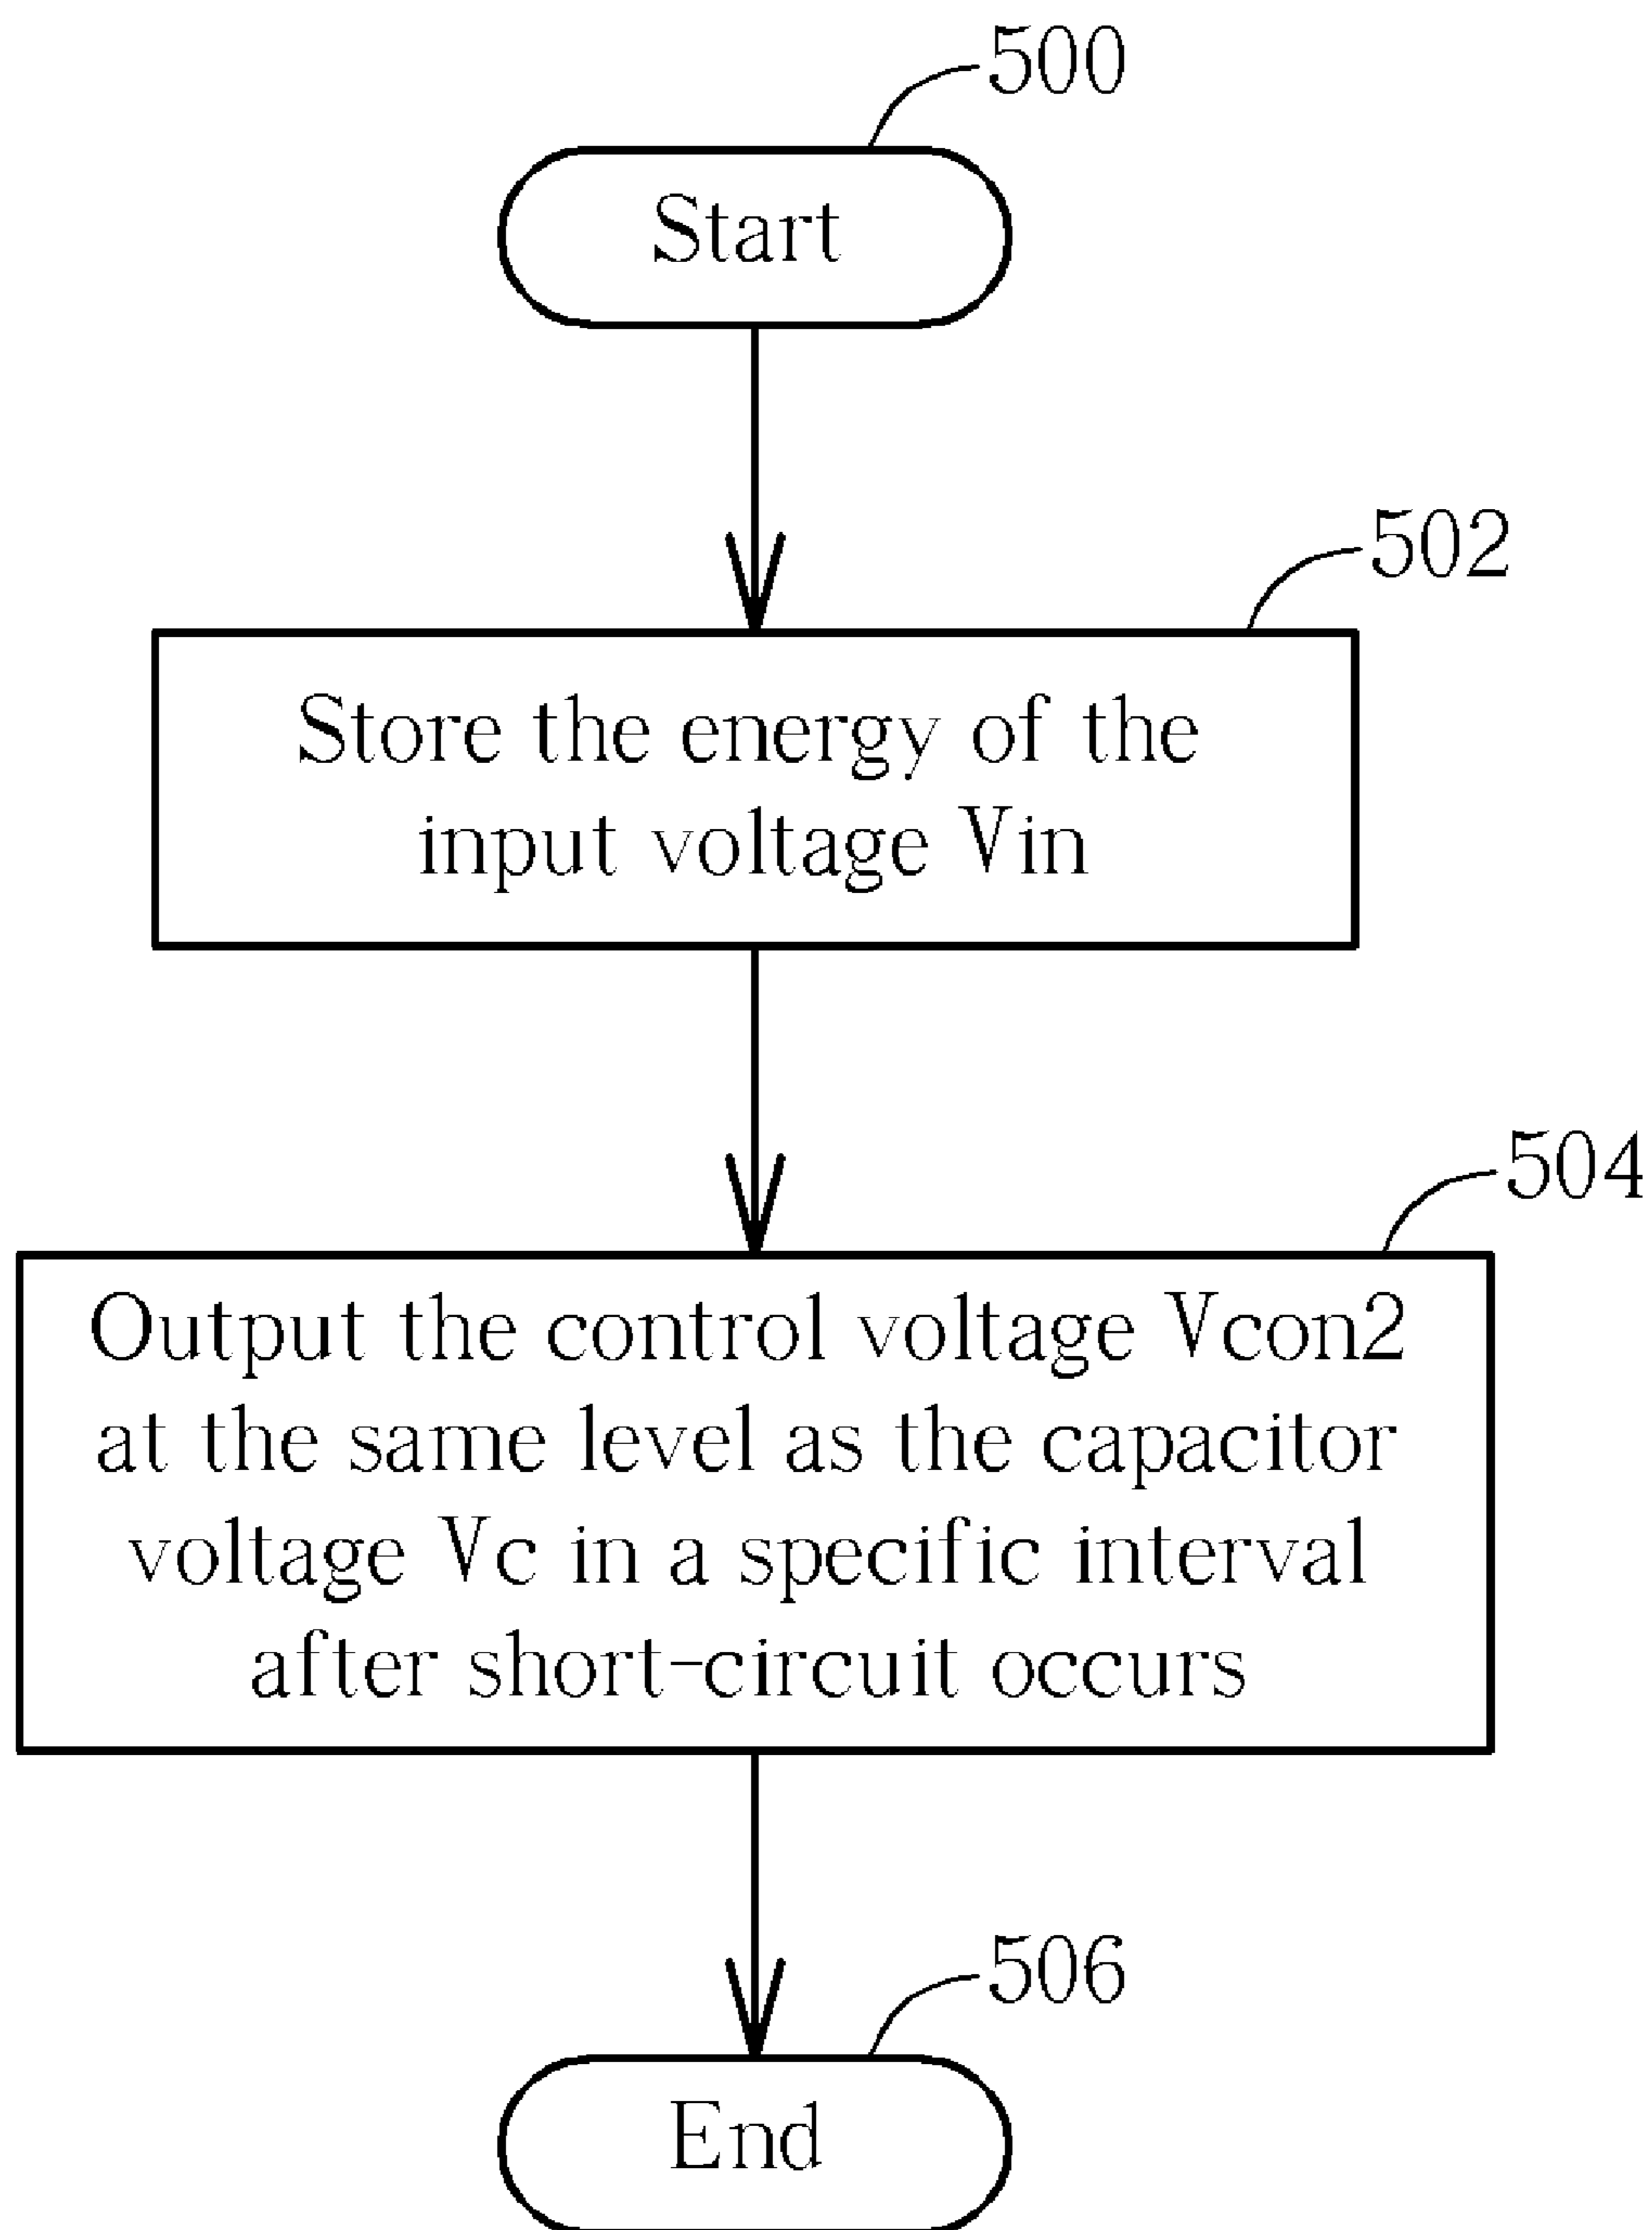 500
Start
502
Store the energy of the
input voltage Vin
504
Output the control voltage Vcon2
at the same level as the capacitor
voltage Vc in a specific interval
after short-circuit occurs
506
End